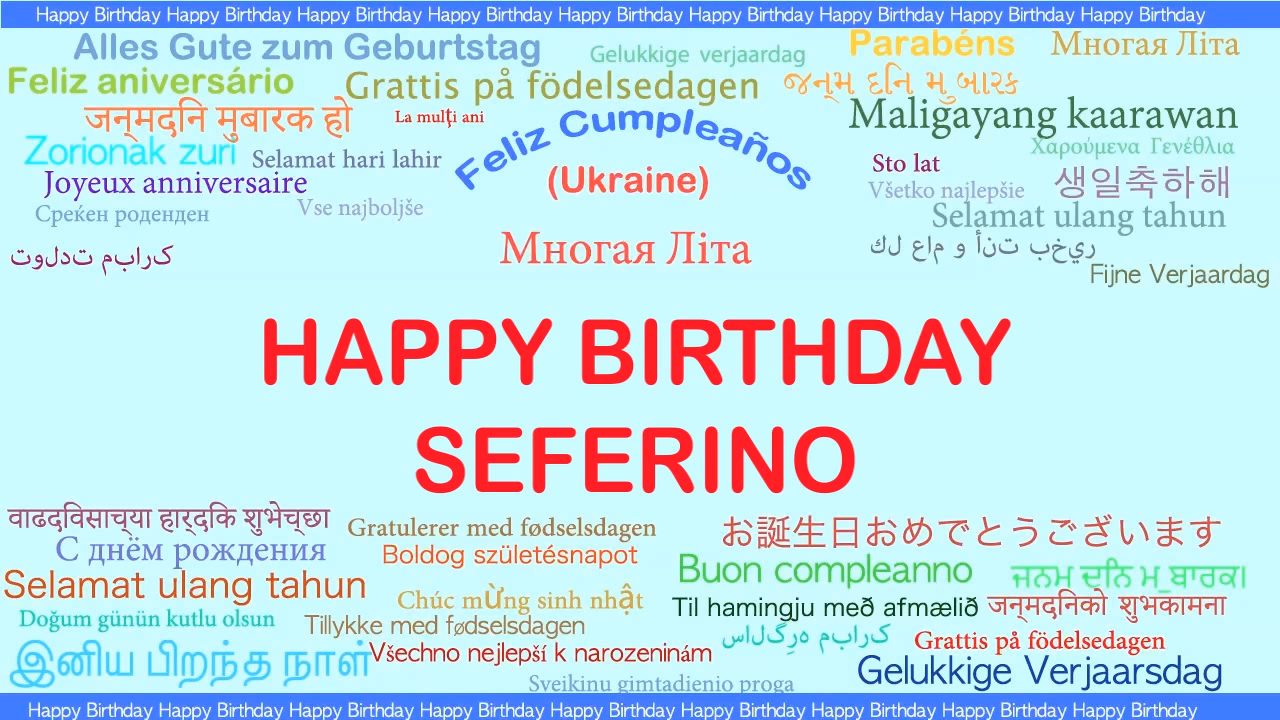 Happy Birthday Happy Birthday Happy Birthday Happy Birthday Happy Birthday Happy Birthday Happy Birthday Happy Birthday Happy Birthday
Alles Gute zum Geburtstag
Gelukkige verjaardag
Parabéns
Многая Літа
Feliz aniversário
Grattis på födelsedagen
જન્મ દિન મુબારક
जन्मदिन मुबारक हो
La mulţi ani
Feliz Cumpleaños
Maligayang kaarawan
Zorionak zuri
Selamat hari lahir
(Ukraine)
Sto lat
Χαρούμενα Γενέθλια
Joyeux anniversaire
Všetko najlepšie
생일축하해
Среќен роденден
Vse najboljše
Selamat ulang tahun
تولدت مبارک
Многая Літа
كل عام و أنت بخير
Fijne Verjaardag
HAPPY BIRTHDAY
SEFERINO
वाढदिवसाच्या हार्दिक शुभेच्छा
Gratulerer med fødselsdagen
お誕生日おめでとうございます
С днём рождения
Boldog születésnapot
Buon compleanno
ਜਨਮ ਦਿਨ ਮੁਬਾਰਕ।
Selamat ulang tahun
Chúc mừng sinh nhật
Til hamingju með afmælið
जन्मदिनको शुभकामना
Doğum günün kutlu olsun
Tillykke med fødselsdagen
سالگرہ مبارک
Grattis på födelsedagen
இனிய பிறந்த நாள்
Všechno nejlepší k narozeninám
Gelukkige Verjaarsdag
Sveikinu gimtadienio proga
Happy Birthday Happy Birthday Happy Birthday Happy Birthday Happy Birthday Happy Birthday Happy Birthday Happy Birthday Happy Birthday